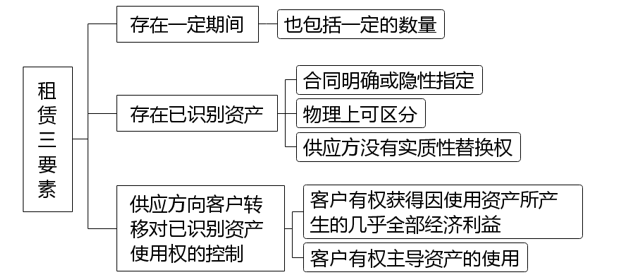 租赁三要素
存在一定期间
也包括一定的数量
存在已识别资产
合同明确或隐性指定
物理上可区分
供应方没有实质性替换权
供应方向客户转
移对已识别资产
使用权的控制
客户有权获得因使用资产所产
生的几乎全部经济利益
客户有权主导资产的使用